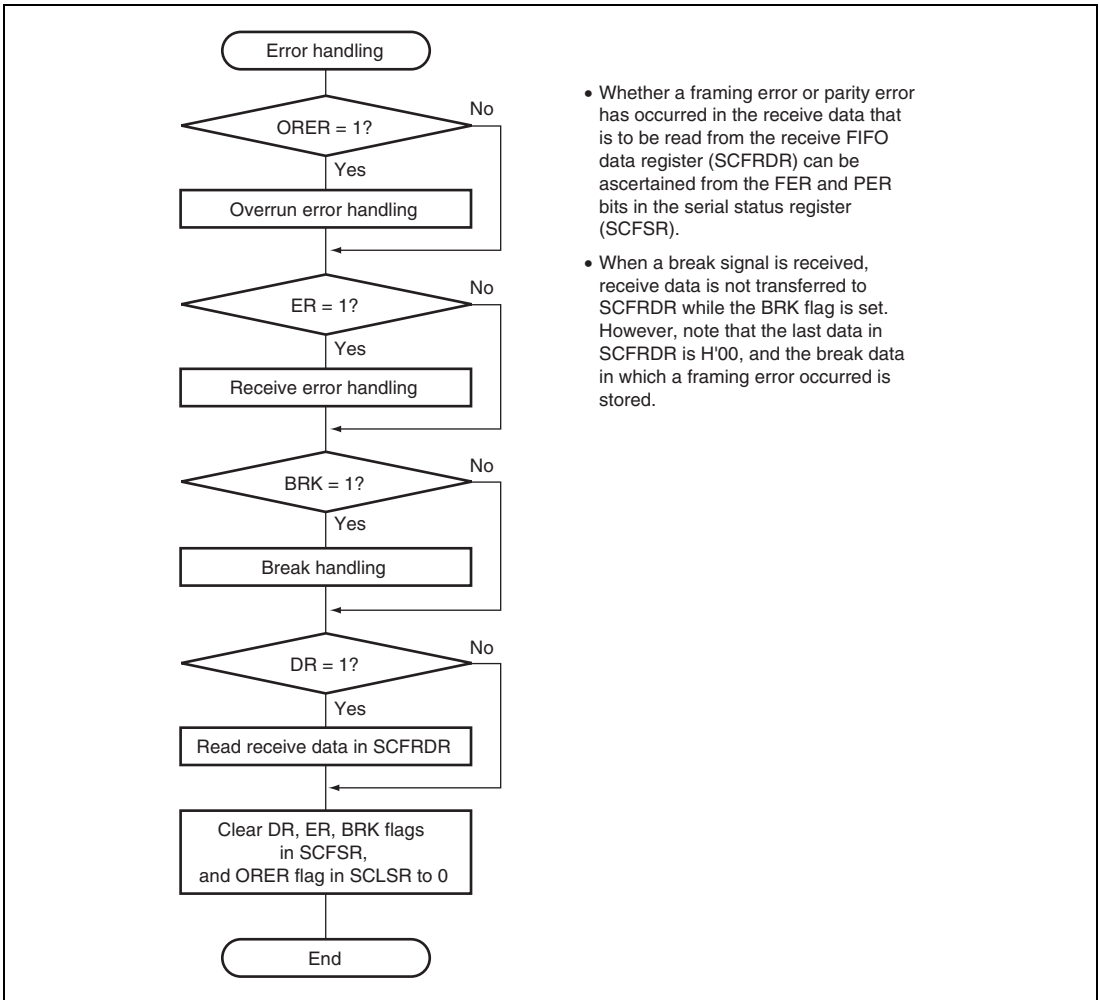 Error handling
ORER = 1?
No
Yes
Overrun error handling
ER = 1?
No
Yes
Receive error handling
BRK = 1?
No
Yes
Break handling
DR = 1?
No
Yes
Read receive data in SCFRDR
Clear DR, ER, BRK flags
in SCFSR,
and ORER flag in SCLSR to 0
End
• Whether a framing error or parity error
has occurred in the receive data that
is to be read from the receive FIFO
data register (SCFRDR) can be
ascertained from the FER and PER
bits in the serial status register
(SCFSR).
• When a break signal is received,
receive data is not transferred to
SCFRDR while the BRK flag is set.
However, note that the last data in
SCFRDR is H'00, and the break data
in which a framing error occurred is
stored.